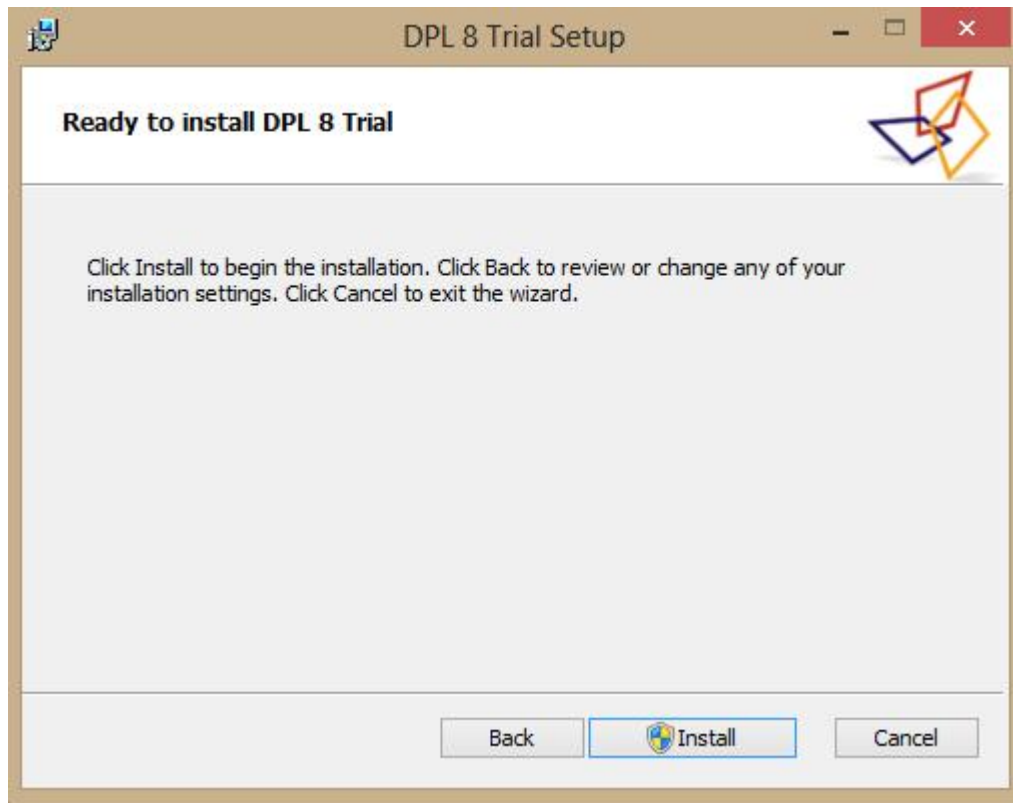 DPL 8 Trial Setup
Ready to install DPL 8 Trial
Click Install to begin the installation. Click Back to review or change any of your
installation settings. Click Cancel to exit the wizard.
Back
Install
Cancel